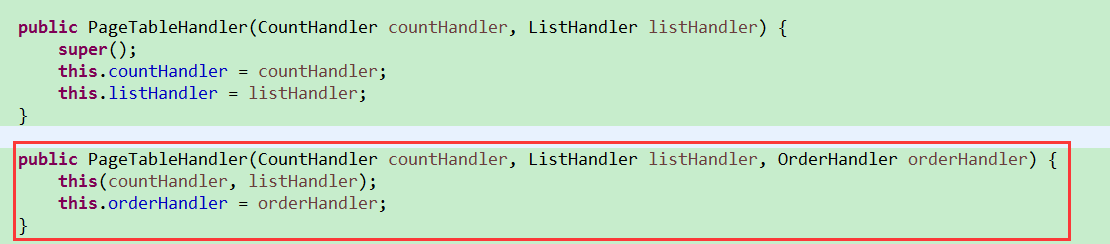 public PageTableHandler(CountHandler countHandler, ListHandler listHandler) {
    super();
    this.countHandler = countHandler;
    this.listHandler = listHandler;
}
public PageTableHandler(CountHandler countHandler, ListHandler listHandler, OrderHandler orderHandler) {
    this(countHandler, listHandler);
    this.orderHandler = orderHandler;
}